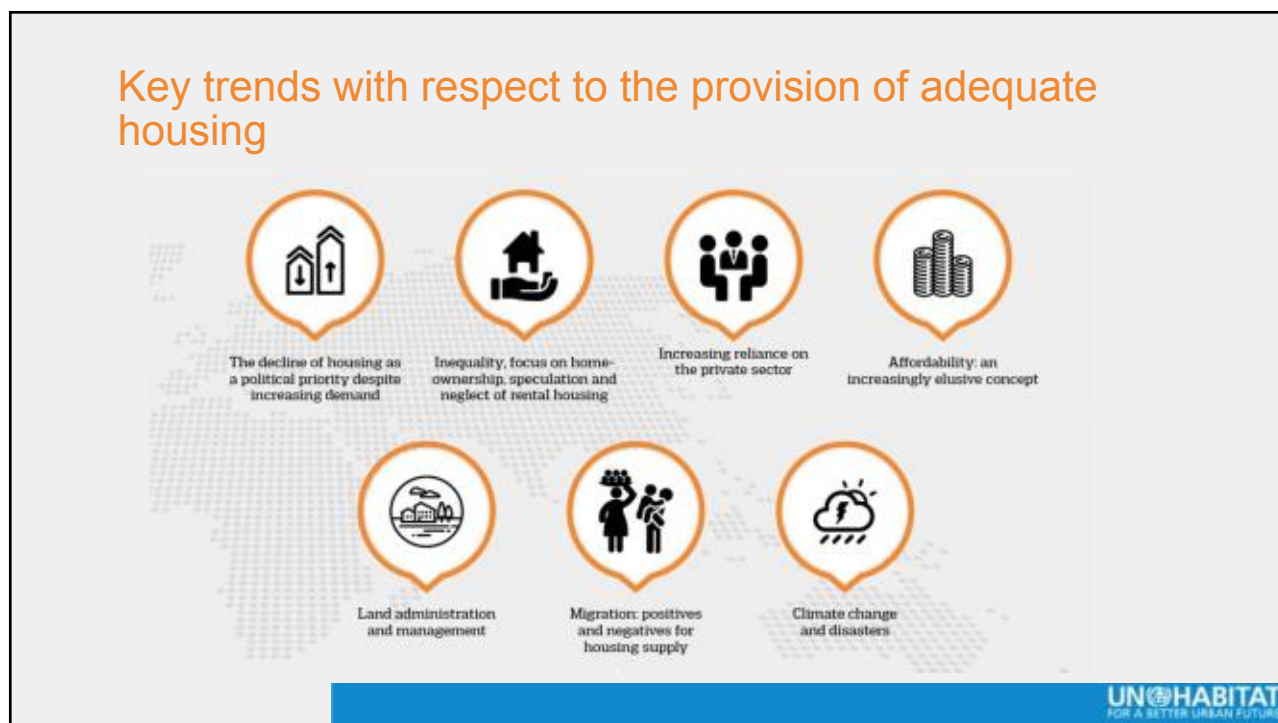 Key trends with respect to the provision of adequate
housing
The decline of housing as
a political priority despite
increasing demand
Inequality, focus on home-
ownership, speculation and
neglect of rental housing
Increasing reliance on
the private sector
Affordability: an
increasingly elusive concept
Land administration
and management
Migration: positives
and negatives for
housing supply
Climate change
and disasters
UN HABITAT
FOR A BETTER URBAN FUTURE